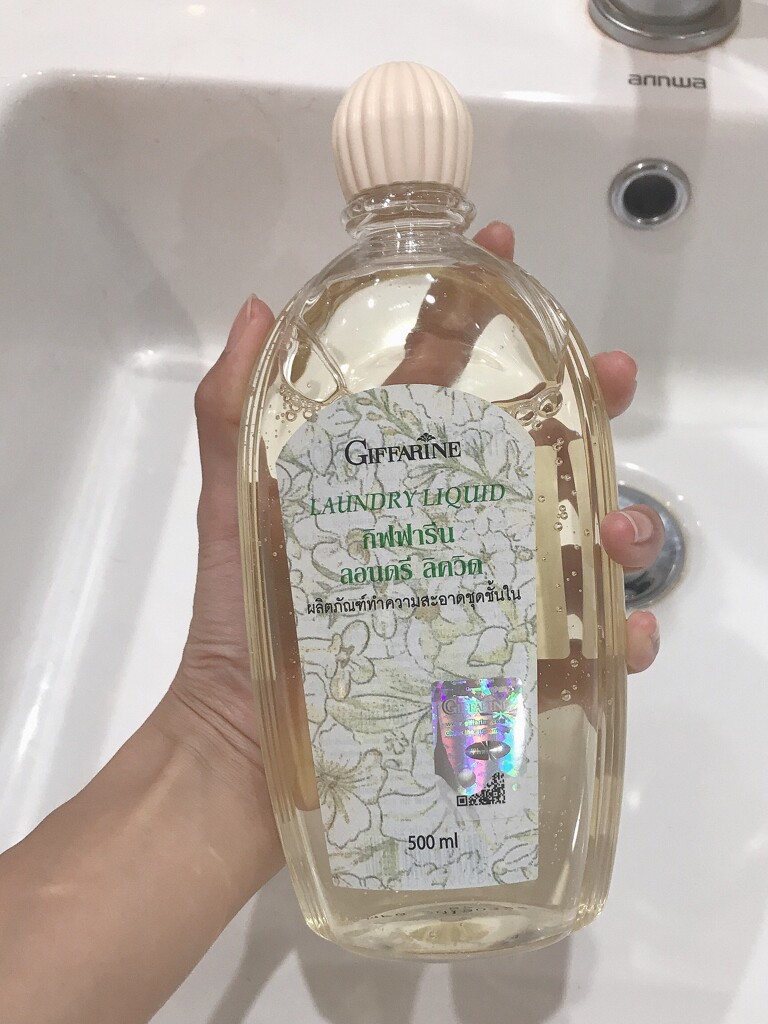 annwa
GIFFARINE
LAUNDRY LIQUID
กิฟฟารีน
ลอนดรี ลิควิด
ผลิตภัณฑ์ทำความสะอาดชุดชั้นใน
GIFFARINE
500 ml